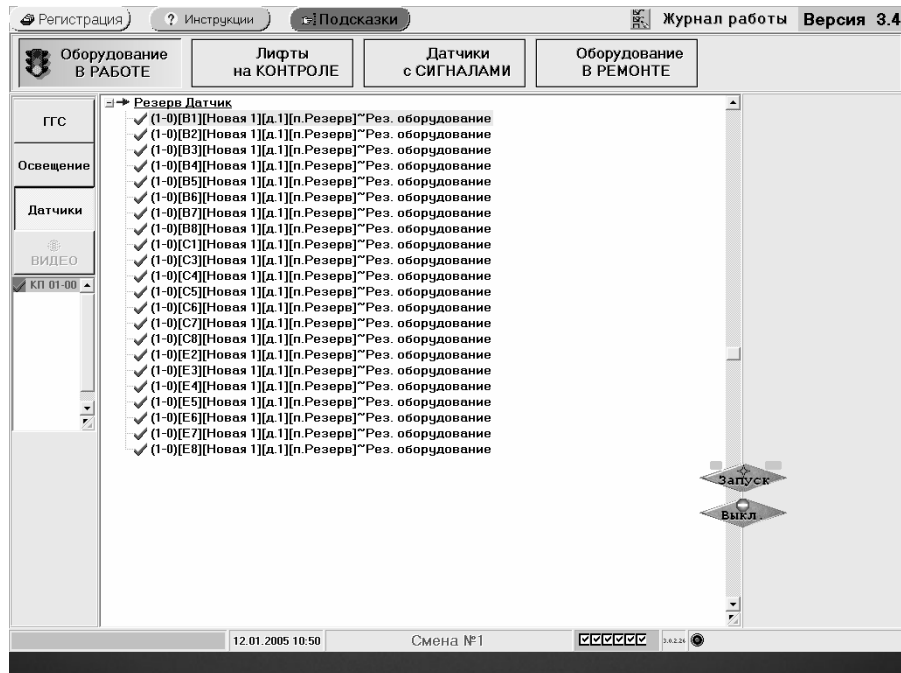 Регистрация
? Инструкции
Подсказки
Журнал работы
Версия 3.4
Оборудование
В РАБОТЕ
Лифты
на КОНТРОЛЕ
Датчики
с СИГНАЛАМИ
Оборудование
В РЕМОНТЕ
ГГС
Освещение
Датчики
ВИДЕО
КП 01-00
Резерв Датчик
(1-0)[B1][Новая 1][д.1][п.Резерв]~Рез. оборудование
(1-0)[B2][Новая 1][д.1][п.Резерв]~Рез. оборудование
(1-0)[B3][Новая 1][д.1][п.Резерв]~Рез. оборудование
(1-0)[B4][Новая 1][д.1][п.Резерв]~Рез. оборудование
(1-0)[B5][Новая 1][д.1][п.Резерв]~Рез. оборудование
(1-0)[B6][Новая 1][д.1][п.Резерв]~Рез. оборудование
(1-0)[B7][Новая 1][д.1][п.Резерв]~Рез. оборудование
(1-0)[B8][Новая 1][д.1][п.Резерв]~Рез. оборудование
(1-0)[C1][Новая 1][д.1][п.Резерв]~Рез. оборудование
(1-0)[C3][Новая 1][д.1][п.Резерв]~Рез. оборудование
(1-0)[C4][Новая 1][д.1][п.Резерв]~Рез. оборудование
(1-0)[C5][Новая 1][д.1][п.Резерв]~Рез. оборудование
(1-0)[C6][Новая 1][д.1][п.Резерв]~Рез. оборудование
(1-0)[C7][Новая 1][д.1][п.Резерв]~Рез. оборудование
(1-0)[C8][Новая 1][д.1][п.Резерв]~Рез. оборудование
(1-0)[E2][Новая 1][д.1][п.Резерв]~Рез. оборудование
(1-0)[E3][Новая 1][д.1][п.Резерв]~Рез. оборудование
(1-0)[E4][Новая 1][д.1][п.Резерв]~Рез. оборудование
(1-0)[E5][Новая 1][д.1][п.Резерв]~Рез. оборудование
(1-0)[E6][Новая 1][д.1][п.Резерв]~Рез. оборудование
(1-0)[E7][Новая 1][д.1][п.Резерв]~Рез. оборудование
(1-0)[E8][Новая 1][д.1][п.Резерв]~Рез. оборудование
Запуск
Выкл.
12.01.2005 10:50
Смена №1
3.0.2.26